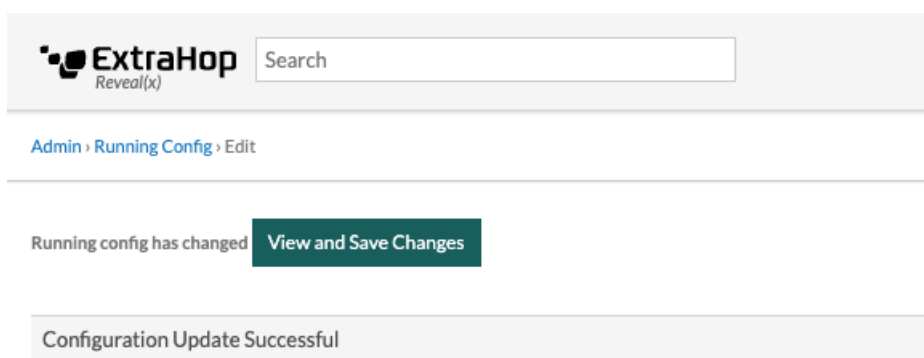 ExtraHop
Reveal(x)
Search
Admin › Running Config › Edit
Running config has changed View and Save Changes
Configuration Update Successful